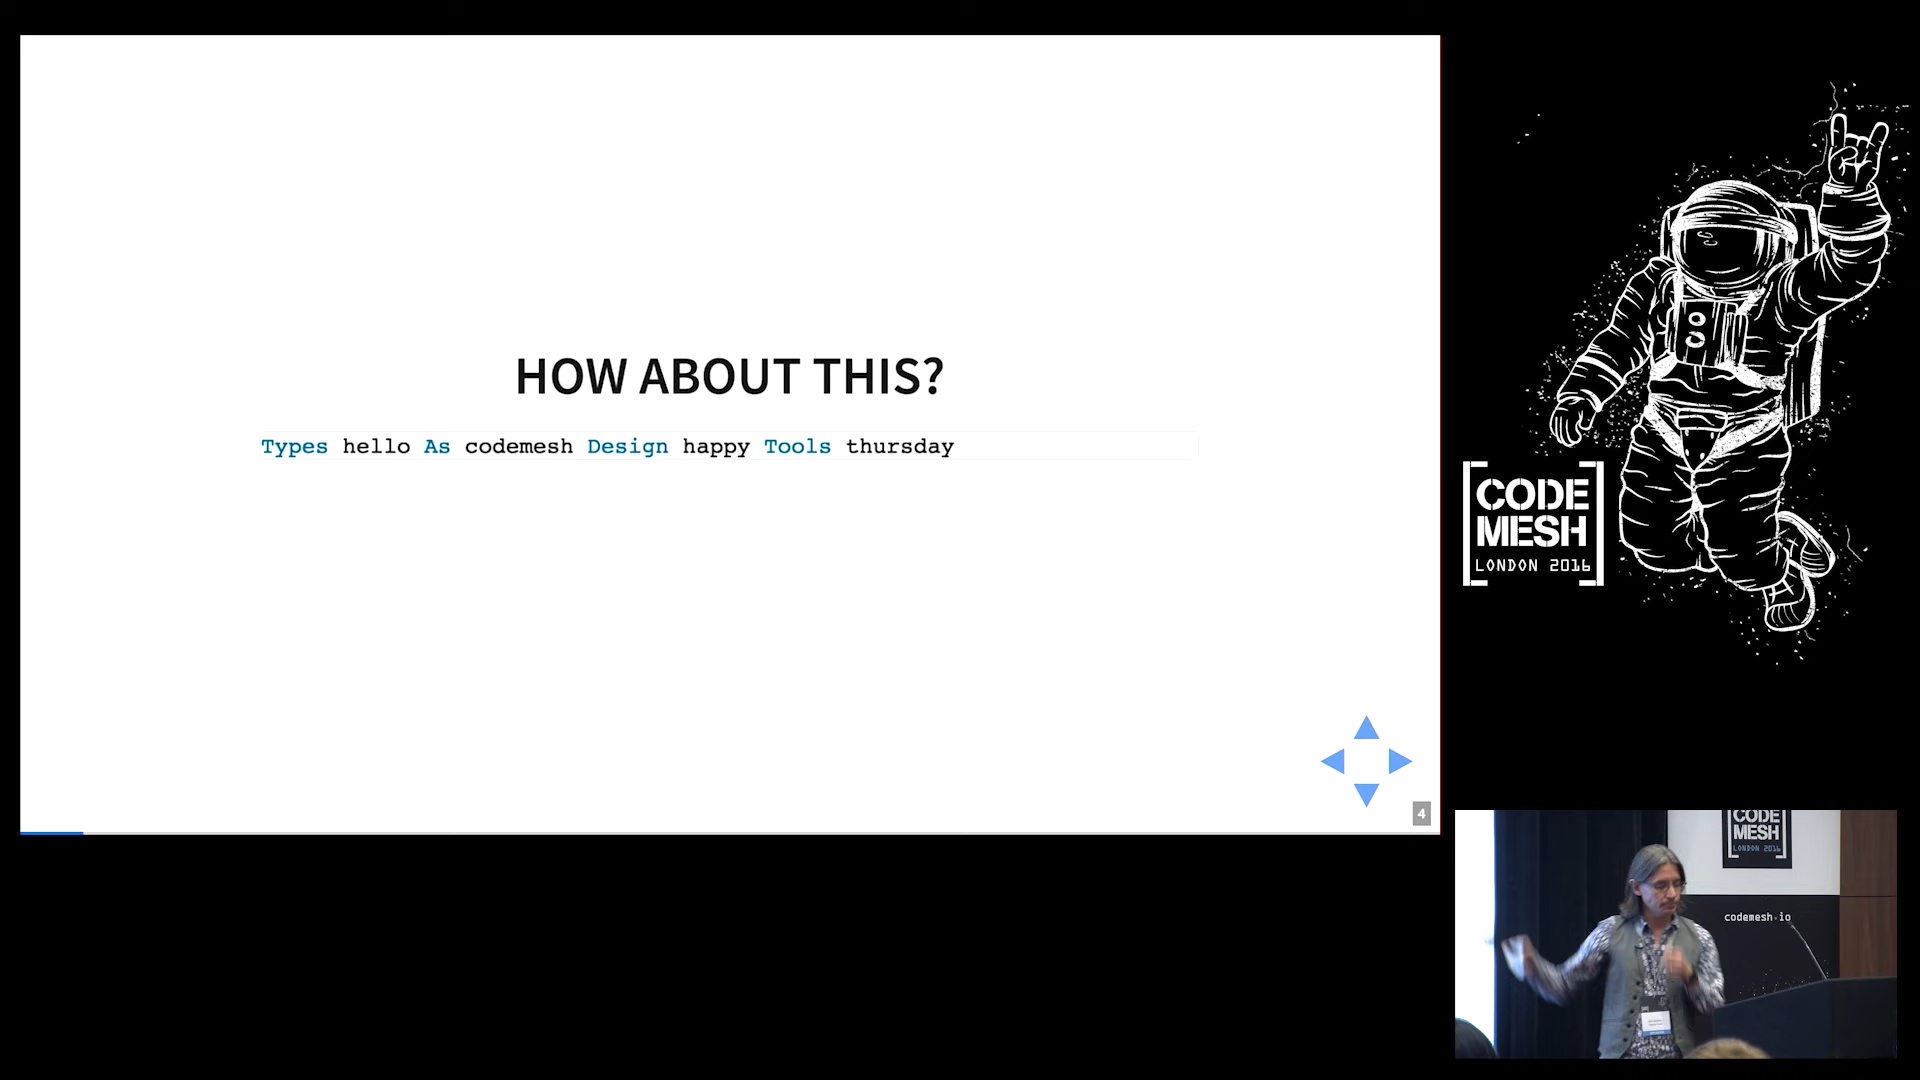 HOW ABOUT THIS?
Types hello As codemesh Design happy Tools thursday
4
CODE
MESH
LONDON 2016
CODE
MESH
LONDON 2016
codemesh.io